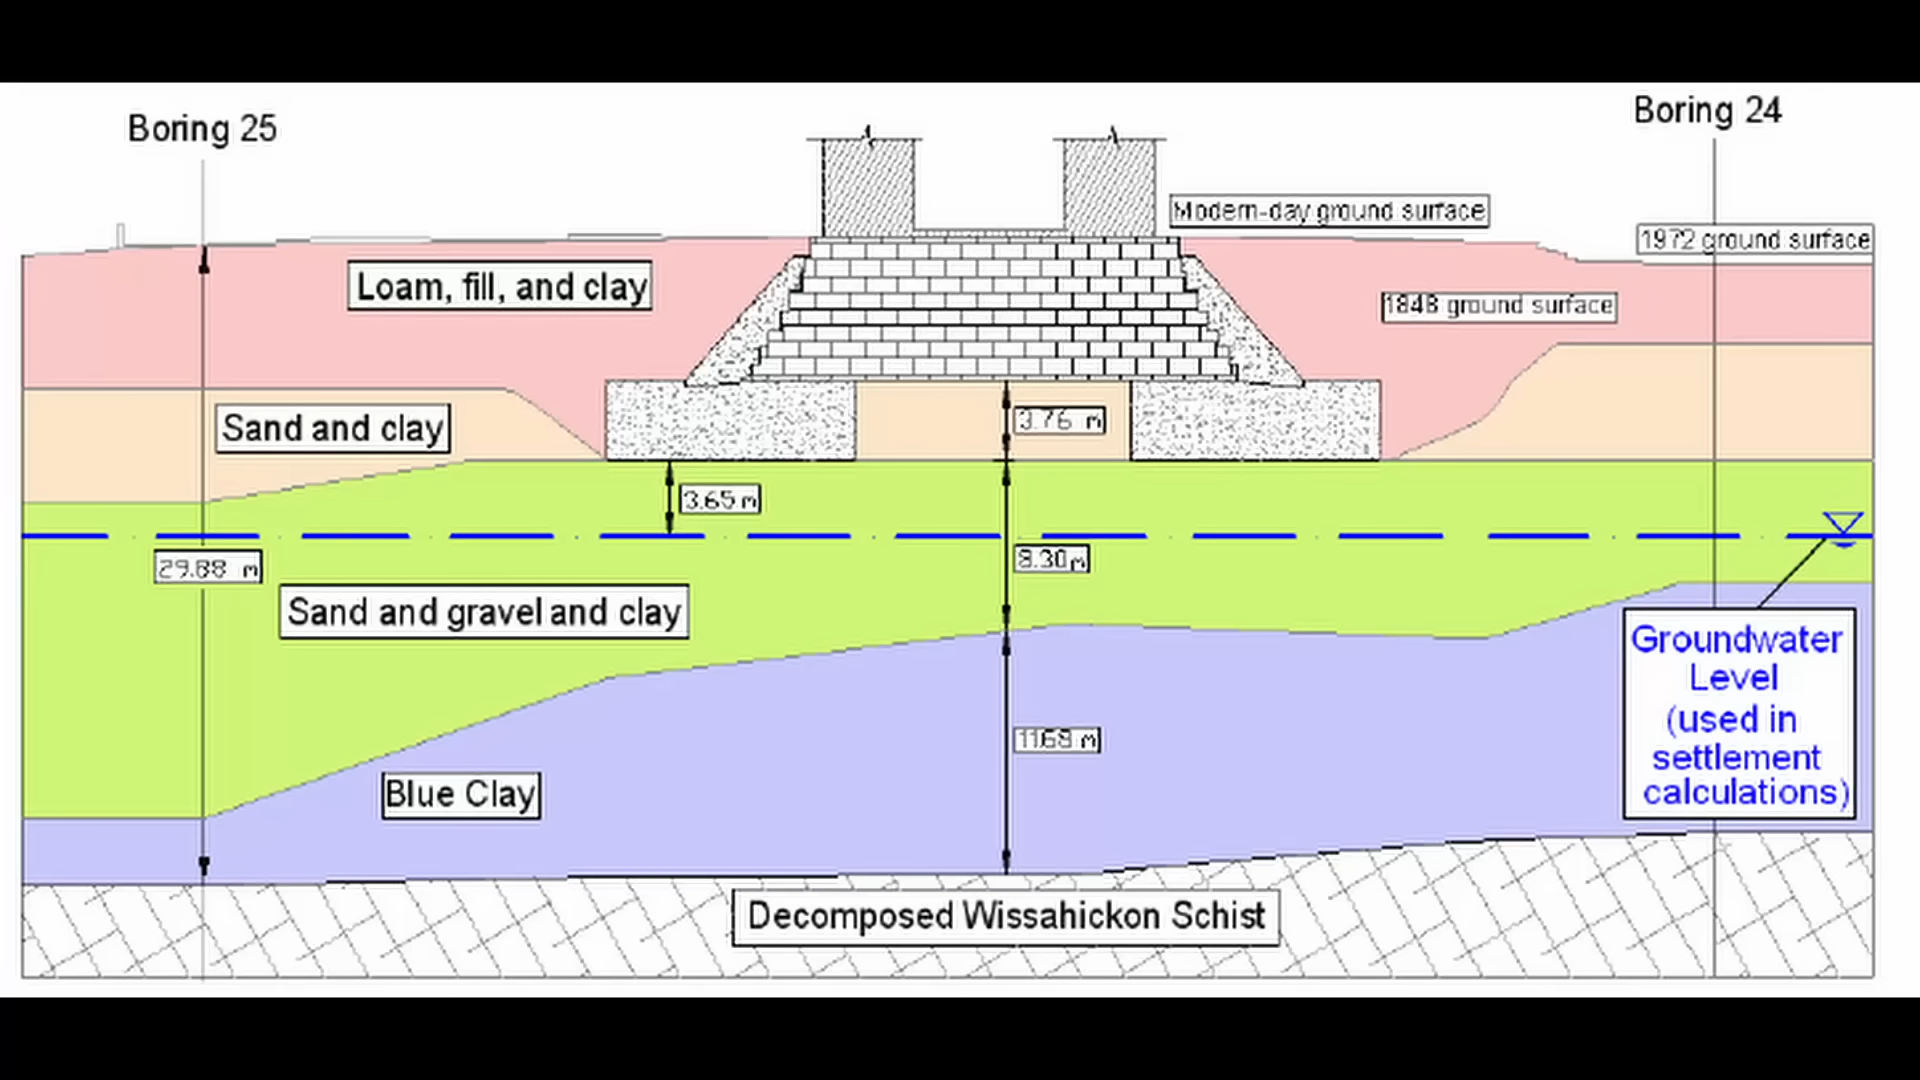 Boring 25
Boring 24
Modern-day ground surface
1972 ground surface
Loam, fill, and clay
1848 ground surface
Sand and clay
3.76 m
3.65 m
29.88 m
8.30 m
Sand and gravel and clay
Groundwater
Level
(used in
settlement
calculations)
11.68 m
Blue Clay
Decomposed Wissahickon Schist